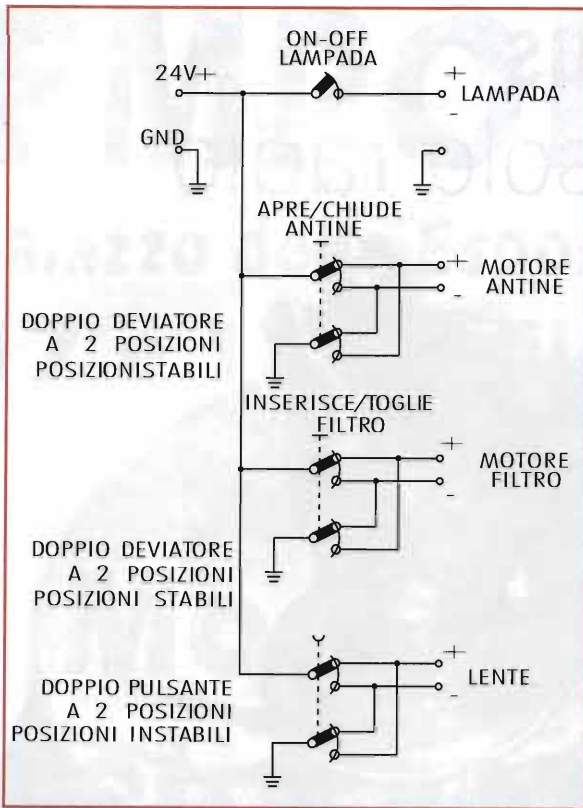 ON-OFF
LAMPADA
24V+
+
LAMPADA
-
GND
APRE/CHIUDE
ANTINE
+
MOTORE
ANTINE
-
DOPPIO DEVIATORE
A 2 POSIZIONI
POSIZIONISTABILI
INSERISCE/TOGLIE
FILTRO
+
MOTORE
FILTRO
-
DOPPIO DEVIATORE
A 2 POSIZIONI
POSIZIONI STABILI
+
LENTE
-
DOPPIO PULSANTE
A 2 POSIZIONI
POSIZIONI INSTABILI